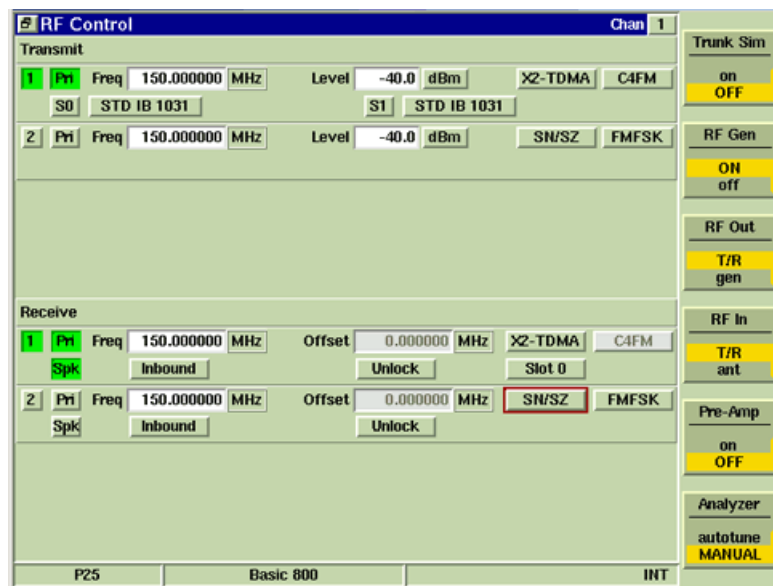 RF Control Chan 1
Transmit
1 Pri Freq 150.000000 MHz Level -40.0 dBm X2-TDMA C4FM
S0 STD IB 1031 S1 STD IB 1031
2 Pri Freq 150.000000 MHz Level -40.0 dBm SN/SZ FMFSK
Receive
1 Pri Freq 150.000000 MHz Offset 0.000000 MHz X2-TDMA C4FM
Spk Inbound Unlock Slot 0
2 Pri Freq 150.000000 MHz Offset 0.000000 MHz SN/SZ FMFSK
Spk Inbound Unlock
P25 Basic 800 INT
Trunk Sim
on
OFF
RF Gen
ON
off
RF Out
T/R
gen
RF In
T/R
ant
Pre-Amp
on
OFF
Analyzer
autotune
MANUAL